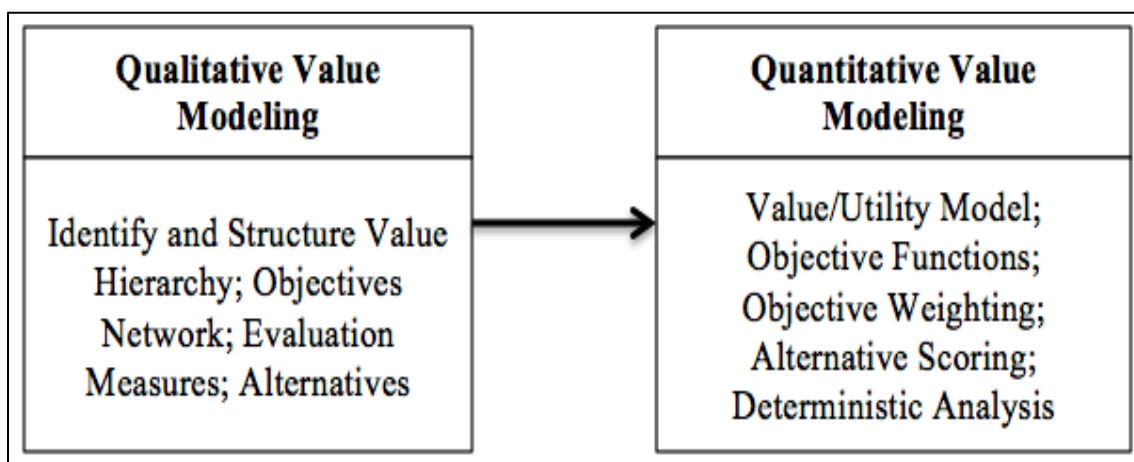 Qualitative Value
Modeling
Identify and Structure Value
Hierarchy; Objectives
Network; Evaluation
Measures; Alternatives
Quantitative Value
Modeling
Value/Utility Model;
Objective Functions;
Objective Weighting;
Alternative Scoring;
Deterministic Analysis